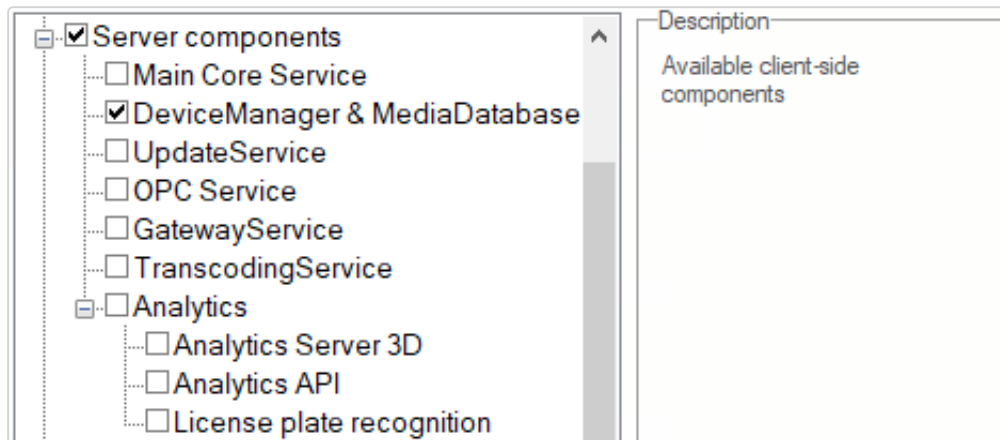 Server components
Main Core Service
DeviceManager & MediaDatabase
UpdateService
OPC Service
GatewayService
TranscodingService
Analytics
Analytics Server 3D
Analytics API
License plate recognition
Description
Available client-side
components